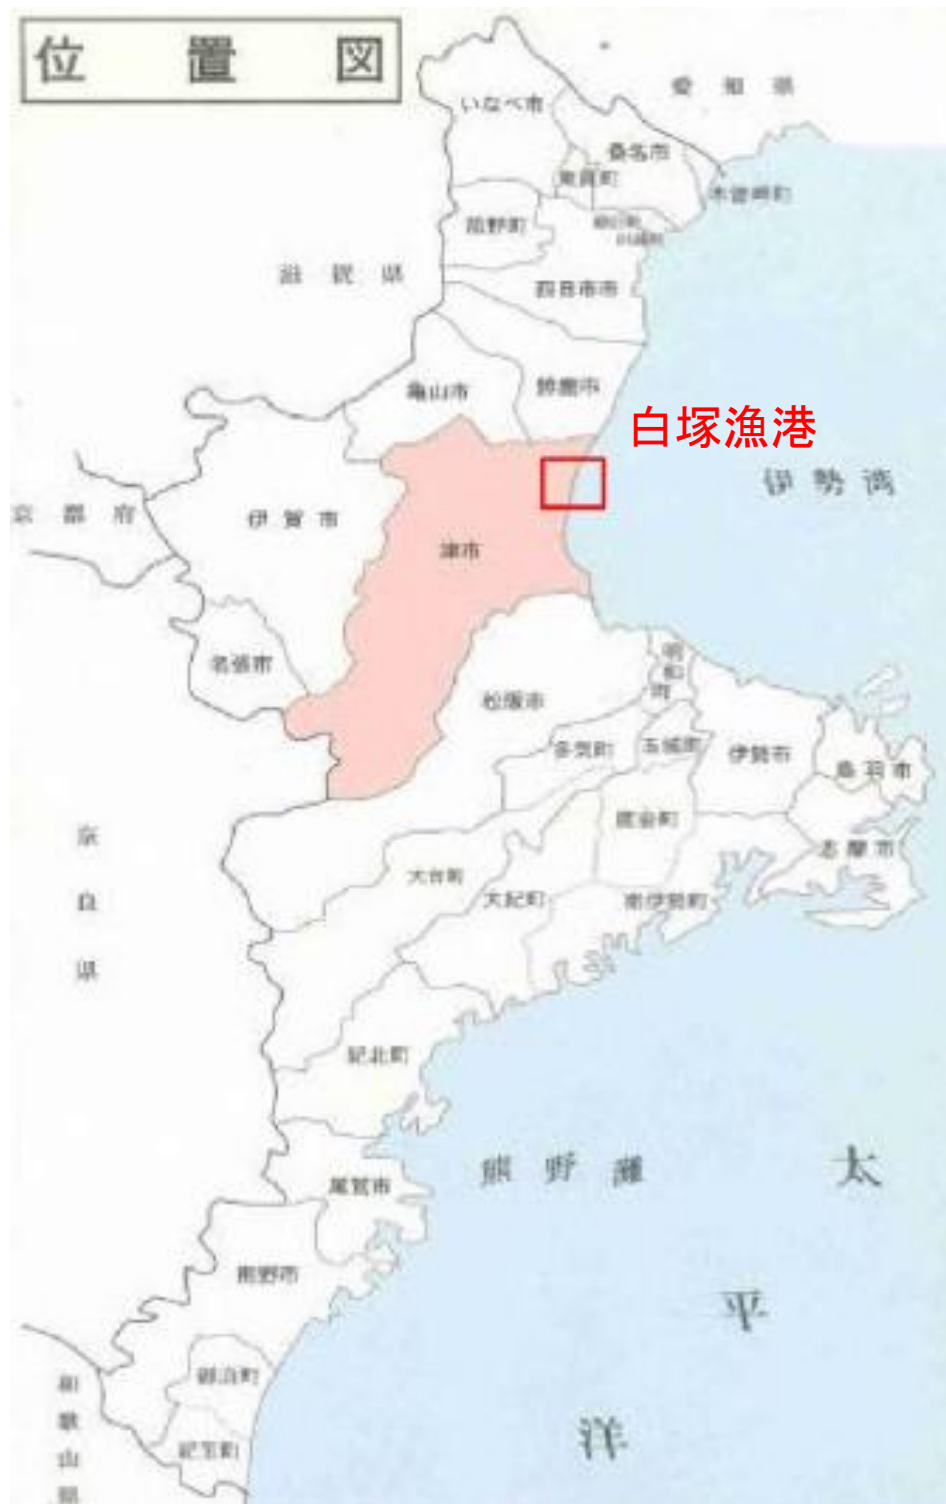 位置図
愛知県
いなべ市
桑名市
東員町
木曽岬町
菰野町
朝日町
川越町
滋賀県
四日市市
亀山市
鈴鹿市
白塚漁港
伊勢湾
京都府
伊賀市
津市
名張市
明和町
松阪市
多気町
玉城町
伊勢市
鳥羽市
度会町
志摩市
奈良県
大台町
大紀町
南伊勢町
紀北町
熊野灘
太平洋
尾鷲市
熊野市
御浜町
和歌山県
紀宝町